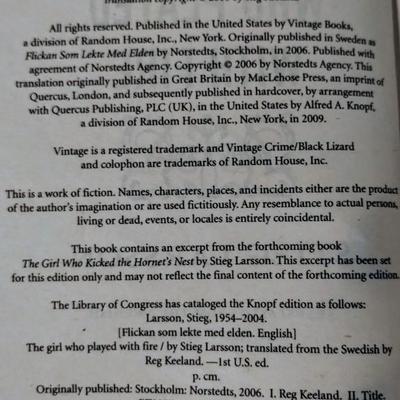 All rights reserved. Published in the United States by Vintage Books,
a division of Random House, Inc., New York. Originally published in Sweden as
Flickan Som Lekte Med Elden by Norstedts, Stockholm, in 2006. Published with
agreement of Norstedts Agency. Copyright © 2006 by Norstedts Agency. This
translation originally published in Great Britain by MacLehose Press, an imprint of
Quercus, London, and subsequently published in hardcover, by arrangement
with Quercus Publishing, PLC (UK), in the United States by Alfred A. Knopf,
a division of Random House, Inc., New York, in 2009.
Vintage is a registered trademark and Vintage Crime/Black Lizard
and colophon are trademarks of Random House, Inc.
This is a work of fiction. Names, characters, places, and incidents either are the product
of the author's imagination or are used fictitiously. Any resemblance to actual persons,
living or dead, events, or locales is entirely coincidental.
This book contains an excerpt from the forthcoming book
The Girl Who Kicked the Hornet's Nest by Stieg Larsson. This excerpt has been set
for this edition only and may not reflect the final content of the forthcoming edition.
The Library of Congress has cataloged the Knopf edition as follows:
Larsson, Stieg, 1954–2004.
[Flickan som lekte med elden. English]
The girl who played with fire / by Stieg Larsson; translated from the Swedish by
Reg Keeland. —1st U.S. ed.
p. cm.
Originally published: Stockholm: Norstedts, 2006. I. Reg Keeland. II. Title.